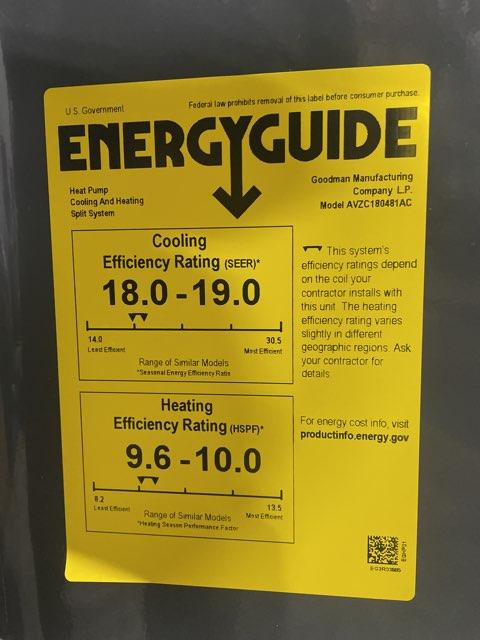 U.S. Government
Federal law prohibits removal of this label before consumer purchase.
ENERGYGUIDE
Heat Pump
Cooling And Heating
Split System
Goodman Manufacturing
Company L.P.
Model AVZC180481AC
Cooling
Efficiency Rating (SEER)*
18.0 - 19.0
14.0
Least Efficient
30.5
Most Efficient
Range of Similar Models
*Seasonal Energy Efficiency Ratio
This system's
efficiency ratings depend
on the coil your
contractor installs with
this unit. The heating
efficiency rating varies
slightly in different
geographic regions. Ask
your contractor for
details.
Heating
Efficiency Rating (HSPF)*
9.6 - 10.0
8.2
Least Efficient
13.5
Most Efficient
Range of Similar Models
*Heating Season Performance Factor
For energy cost info, visit
productinfo.energy.gov